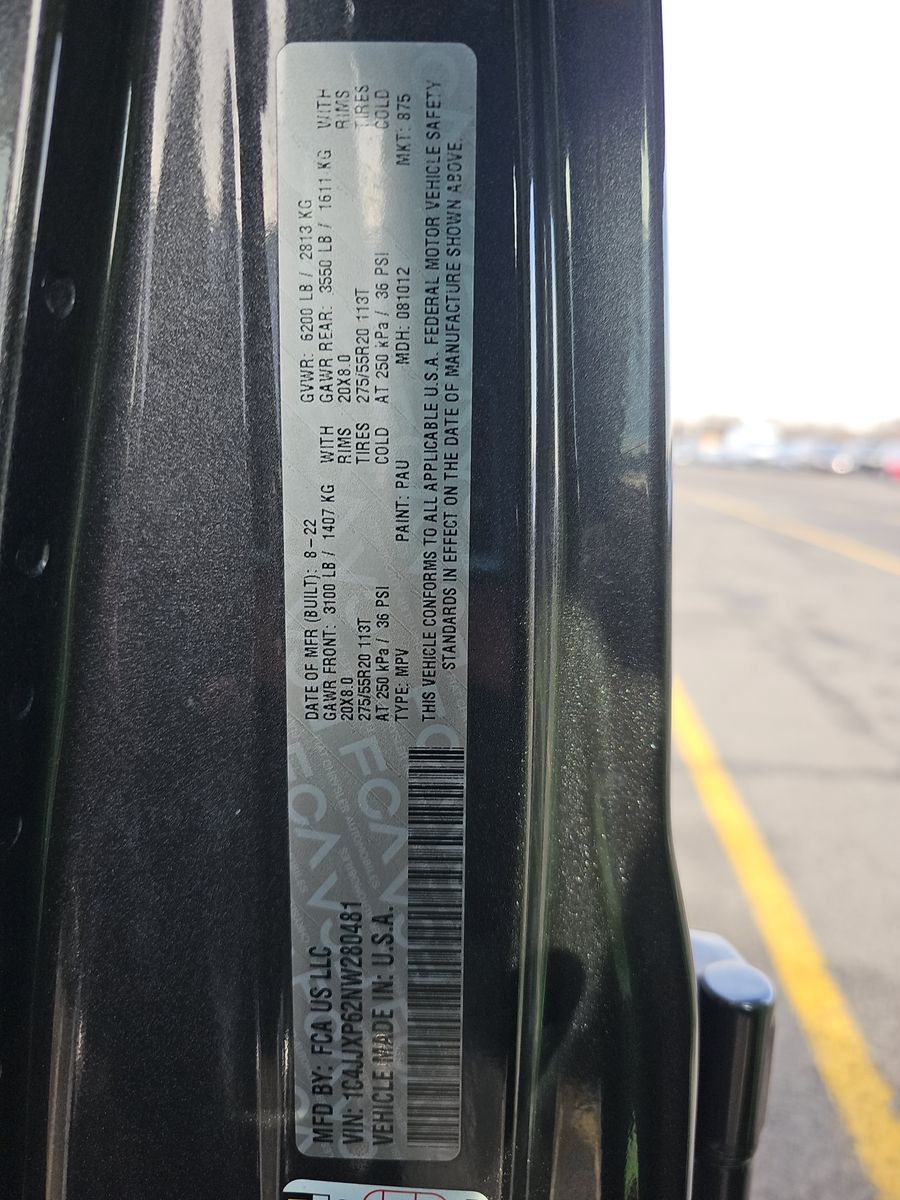 MFD BY: FCA US LLC
VIN: 1C4JJXP62NW280481
VEHICLE MADE IN: U.S.A.
DATE OF MFR (BUILT): 8-22 GVWR: 6200 LB / 2813 KG
GAWR FRONT: 3100 LB / 1407 KG WITH GAWR REAR: 3550 LB / 1611 KG WITH
20X8.0 RIMS 20X8.0 RIMS
275/55R20 113T TIRES 275/55R20 113T TIRES
AT 250 kPa / 36 PSI COLD AT 250 kPa / 36 PSI COLD
TYPE: MPV PAINT: PAU MDH: 081012 MKT: 875
THIS VEHICLE CONFORMS TO ALL APPLICABLE U.S.A. FEDERAL MOTOR VEHICLE SAFETY
STANDARDS IN EFFECT ON THE DATE OF MANUFACTURE SHOWN ABOVE.
FCA
FCA